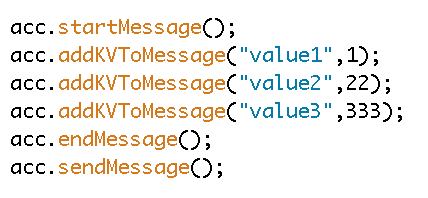 acc.startMessage();
acc.addKVToMessage("value1",1);
acc.addKVToMessage("value2",22);
acc.addKVToMessage("value3",333);
acc.endMessage();
acc.sendMessage();